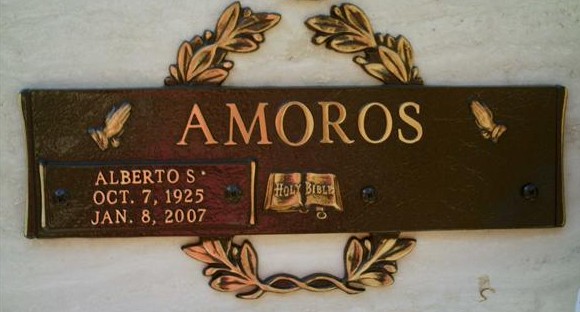 AMOROS
ALBERTO S.
OCT. 7, 1925
JAN. 8, 2007
HOLY BIBLE